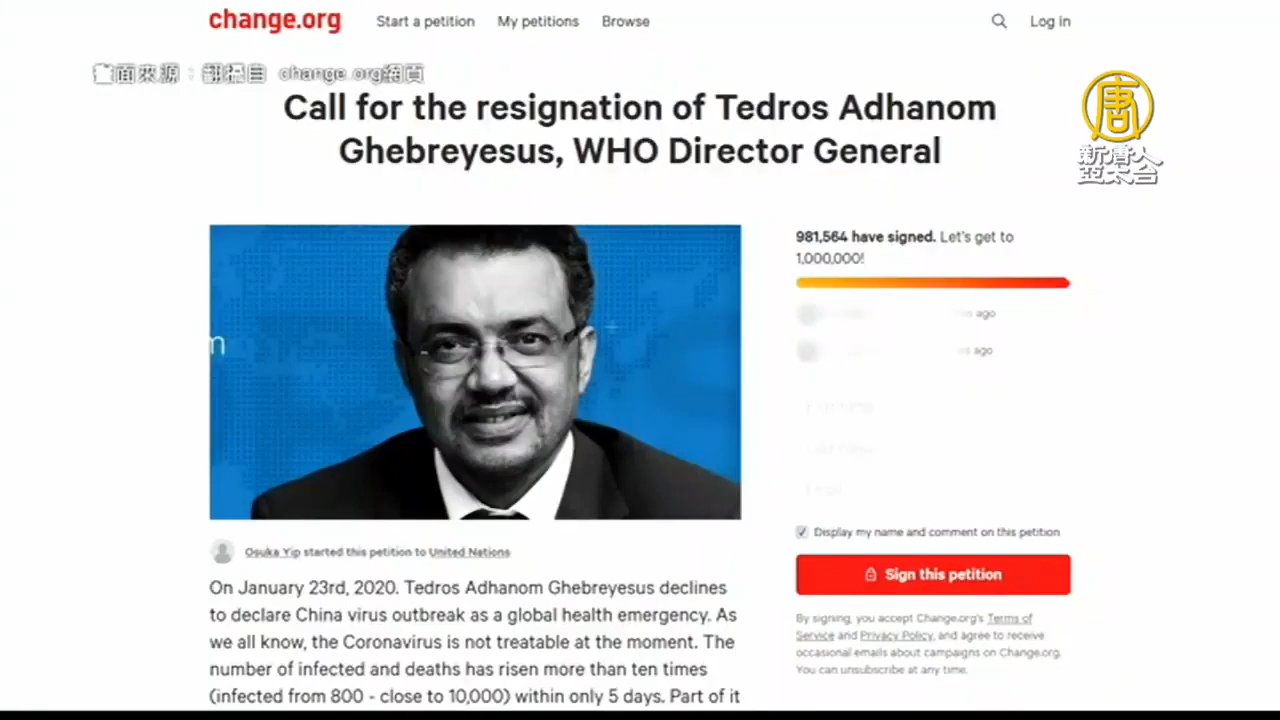 change.org
Start a petition
My petitions
Browse
Log In
畫面來源：翻攝自 change.org網頁
Call for the resignation of Tedros Adhanom
Ghebreyesus, WHO Director General
唐
新唐人
亞太台
981,564 have signed. Let's get to
1,000,000!
ago
ago
m
Display my name and comment on this petition
Sign this petition
By signing, you accept Change.org's Terms of
Service and Privacy Policy, and agree to receive
occasional emails about campaigns on Change.org.
You can unsubscribe at any time.
Osuka Yip started this petition to United Nations
On January 23rd, 2020. Tedros Adhanom Ghebreyesus declines
to declare China virus outbreak as a global health emergency. As
we all know, the Coronavirus is not treatable at the moment. The
number of infected and deaths has risen more than ten times
(infected from 800 - close to 10,000) within only 5 days. Part of it